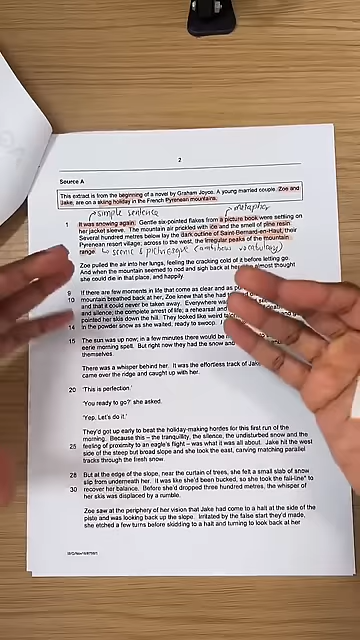 2
Source A
This extract is from the beginning of a novel by Graham Joyce. A young married couple, Zoe and
Jake, are on a skiing holiday in the French Pyrenean mountains.
simple sentence
metaphor
1 It was snowing again. Gentle six-pointed flakes from a picture book were settling on
her jacket sleeve. The mountain air prickled with ice and the smell of pine resin.
Several hundred metres below lay the dark outline of Saint-Bernard-en-Haut, their
Pyrenean resort village; across to the west, the irregular peaks of the mountain
range. scenic & picturesque (ambitious vocabulary)
5 Zoe pulled the air into her lungs, feeling the cracking cold of it before letting go.
And when the mountain seemed to nod and sigh back at her, she almost thought
she could die in that place, and happily.
9 If there are few moments in life that come as clear and as
10 mountain breathed back at her, Zoe knew that she had
and that it could never be taken away. Everywhere was
and silence; the complete arrest of life; a rehearsal and
pointed her skis down the hill. They looked like weird
14 in the powder snow as she waited, ready to swoop. I
15 The sun was up now; in a few minutes there would be
eerie morning spell. But right now they had the snow and
themselves.
There was a whisper behind her. It was the effortless track of Jake
came over the ridge and caught up with her.
20 'This is perfection.'
'You ready to go?' she asked.
'Yep. Let's do it.'
They'd got up early to beat the holiday-making hordes for this first run of the
morning. Because this – the tranquility, the silence, the undisturbed snow and the
25 feeling of proximity to an eagle's flight – was what it was all about. Jake hit the west
side of the steep but broad slope and she took the east, carving matching parallel
tracks through the fresh snow.
28 But at the edge of the slope, near the curtain of trees, she felt a small slab of snow
slip from underneath her. It was like she'd been bucked, so she took the fall-line* to
30 recover her balance. Before she'd dropped three hundred metres, the whisper of
her skis was displaced by a rumble.
Zoe saw at the periphery of her vision that Jake had come to a halt at the side of the
piste and was looking back up the slope. Irritated by the false start they'd made,
she etched a few turns before skidding to a halt and turning to look back at her